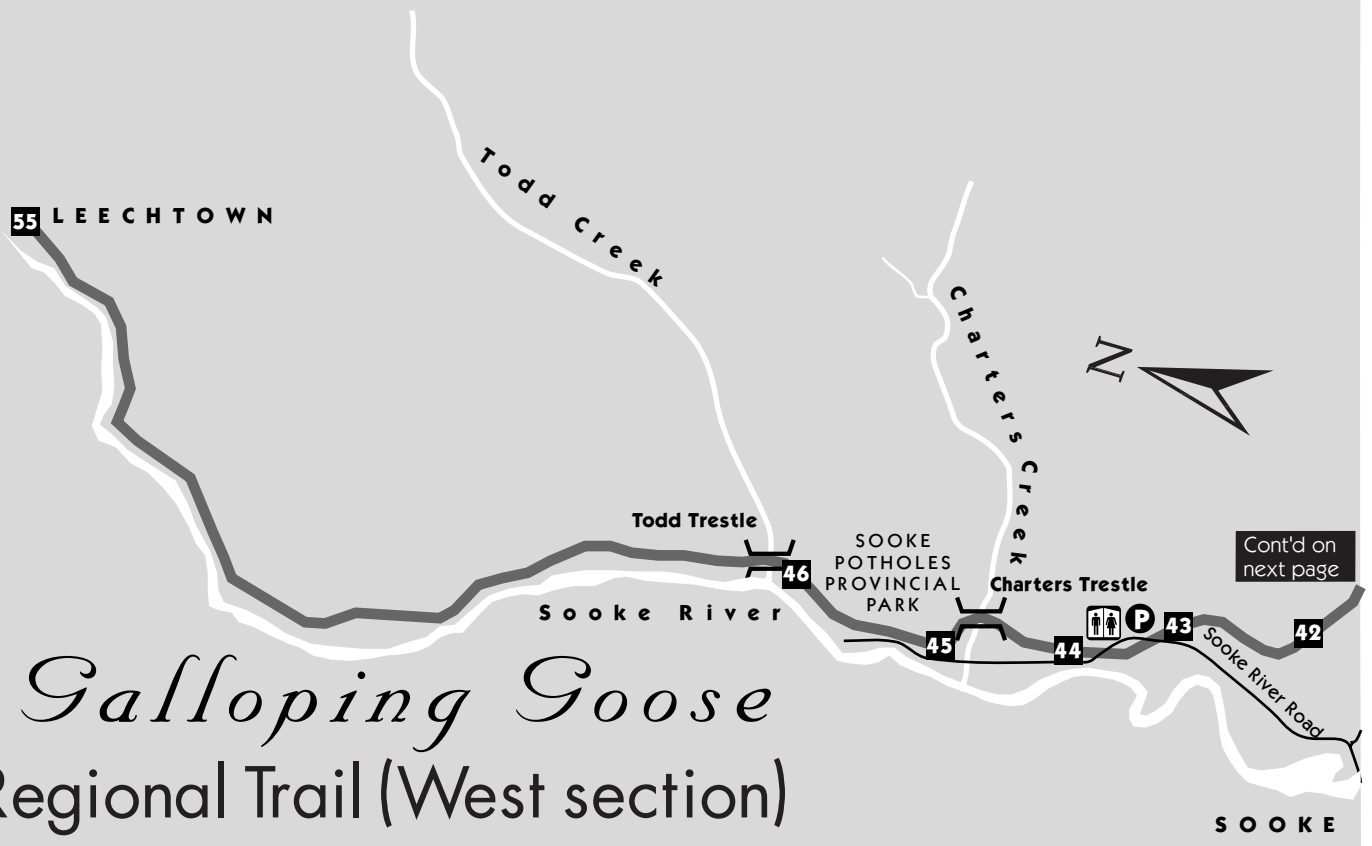 Todd Creek
55 LEECHTOWN
Charters Creek
N
Todd Trestle
46
SOOKE
POTHOLES
PROVINCIAL
PARK
Charters Trestle
Cont'd on
next page
Sooke River
45
44
P
43
42
Sooke River Road
Galloping Goose
Regional Trail (West section)
SOOKE